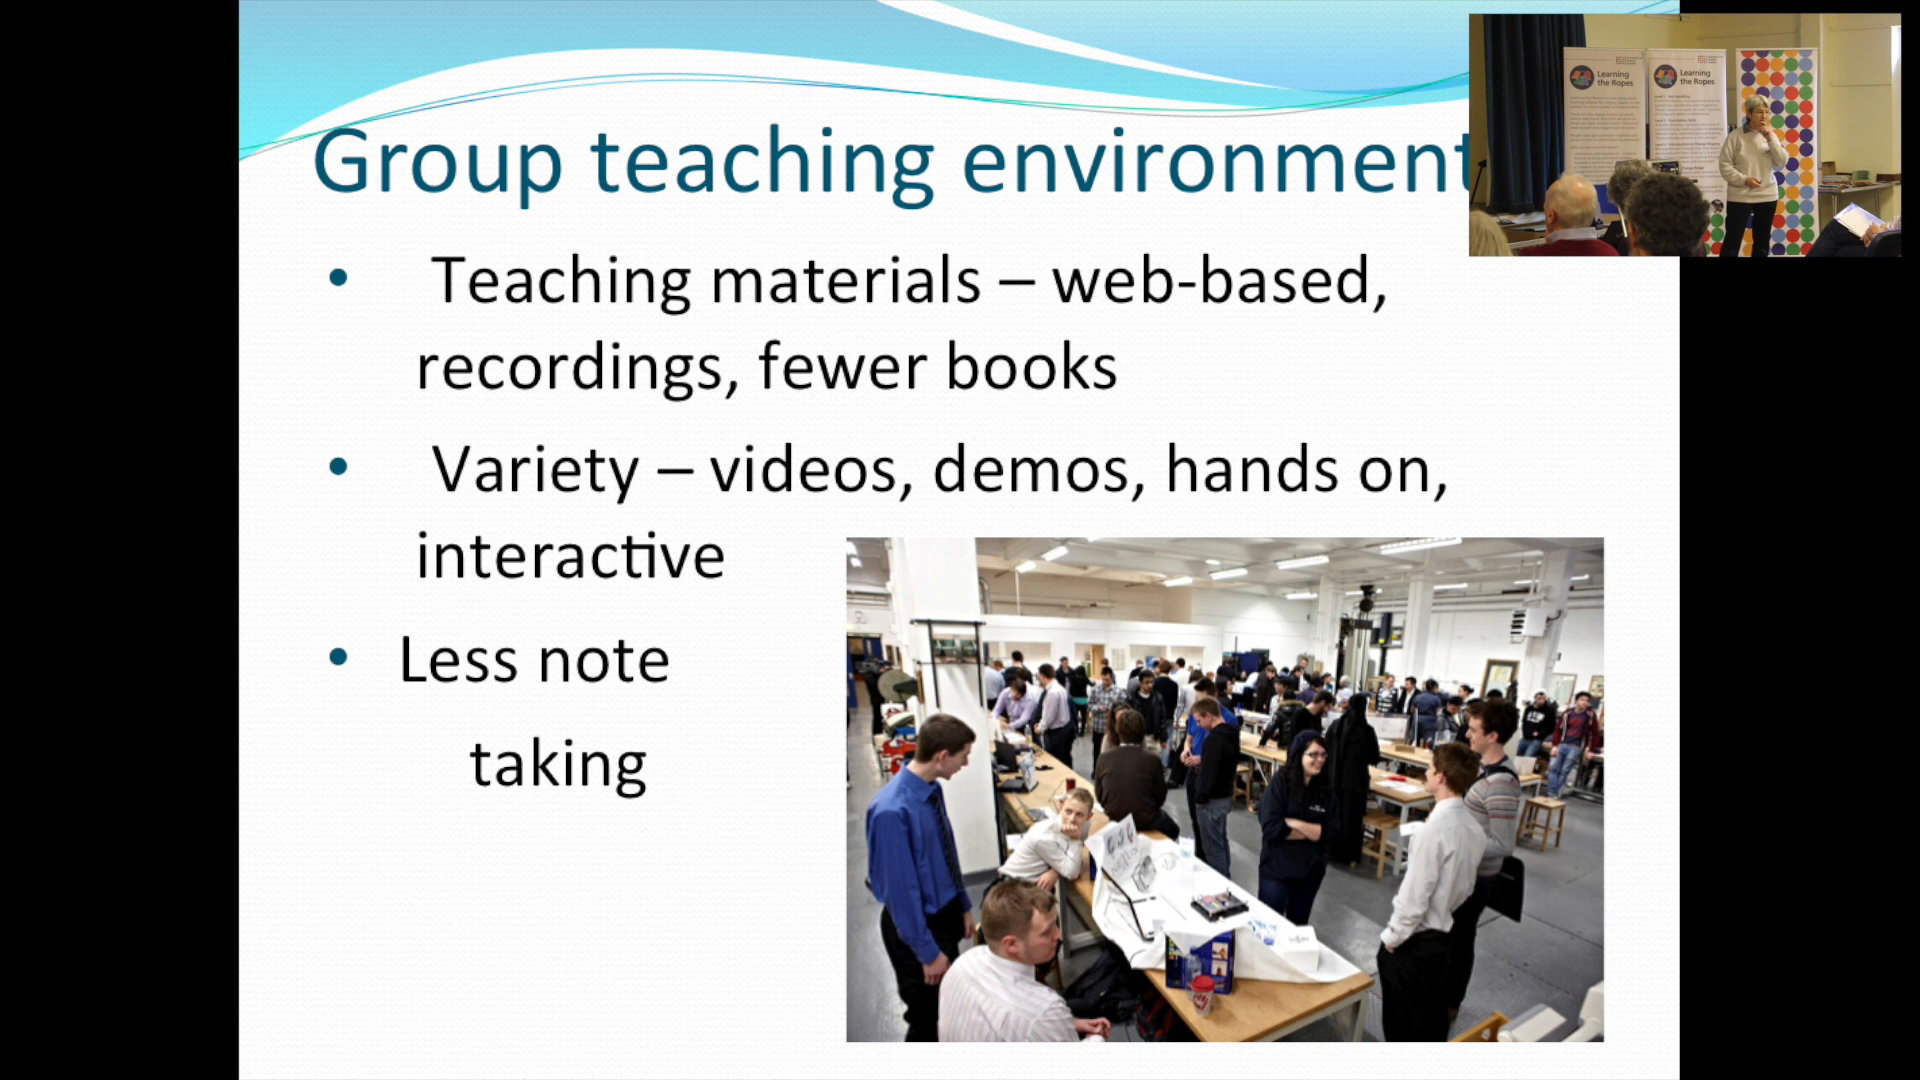 Group teaching environment
Learning
the Ropes
Learning
the Ropes
• Teaching materials – web-based,
recordings, fewer books
• Variety – videos, demos, hands on,
interactive
• Less note
taking